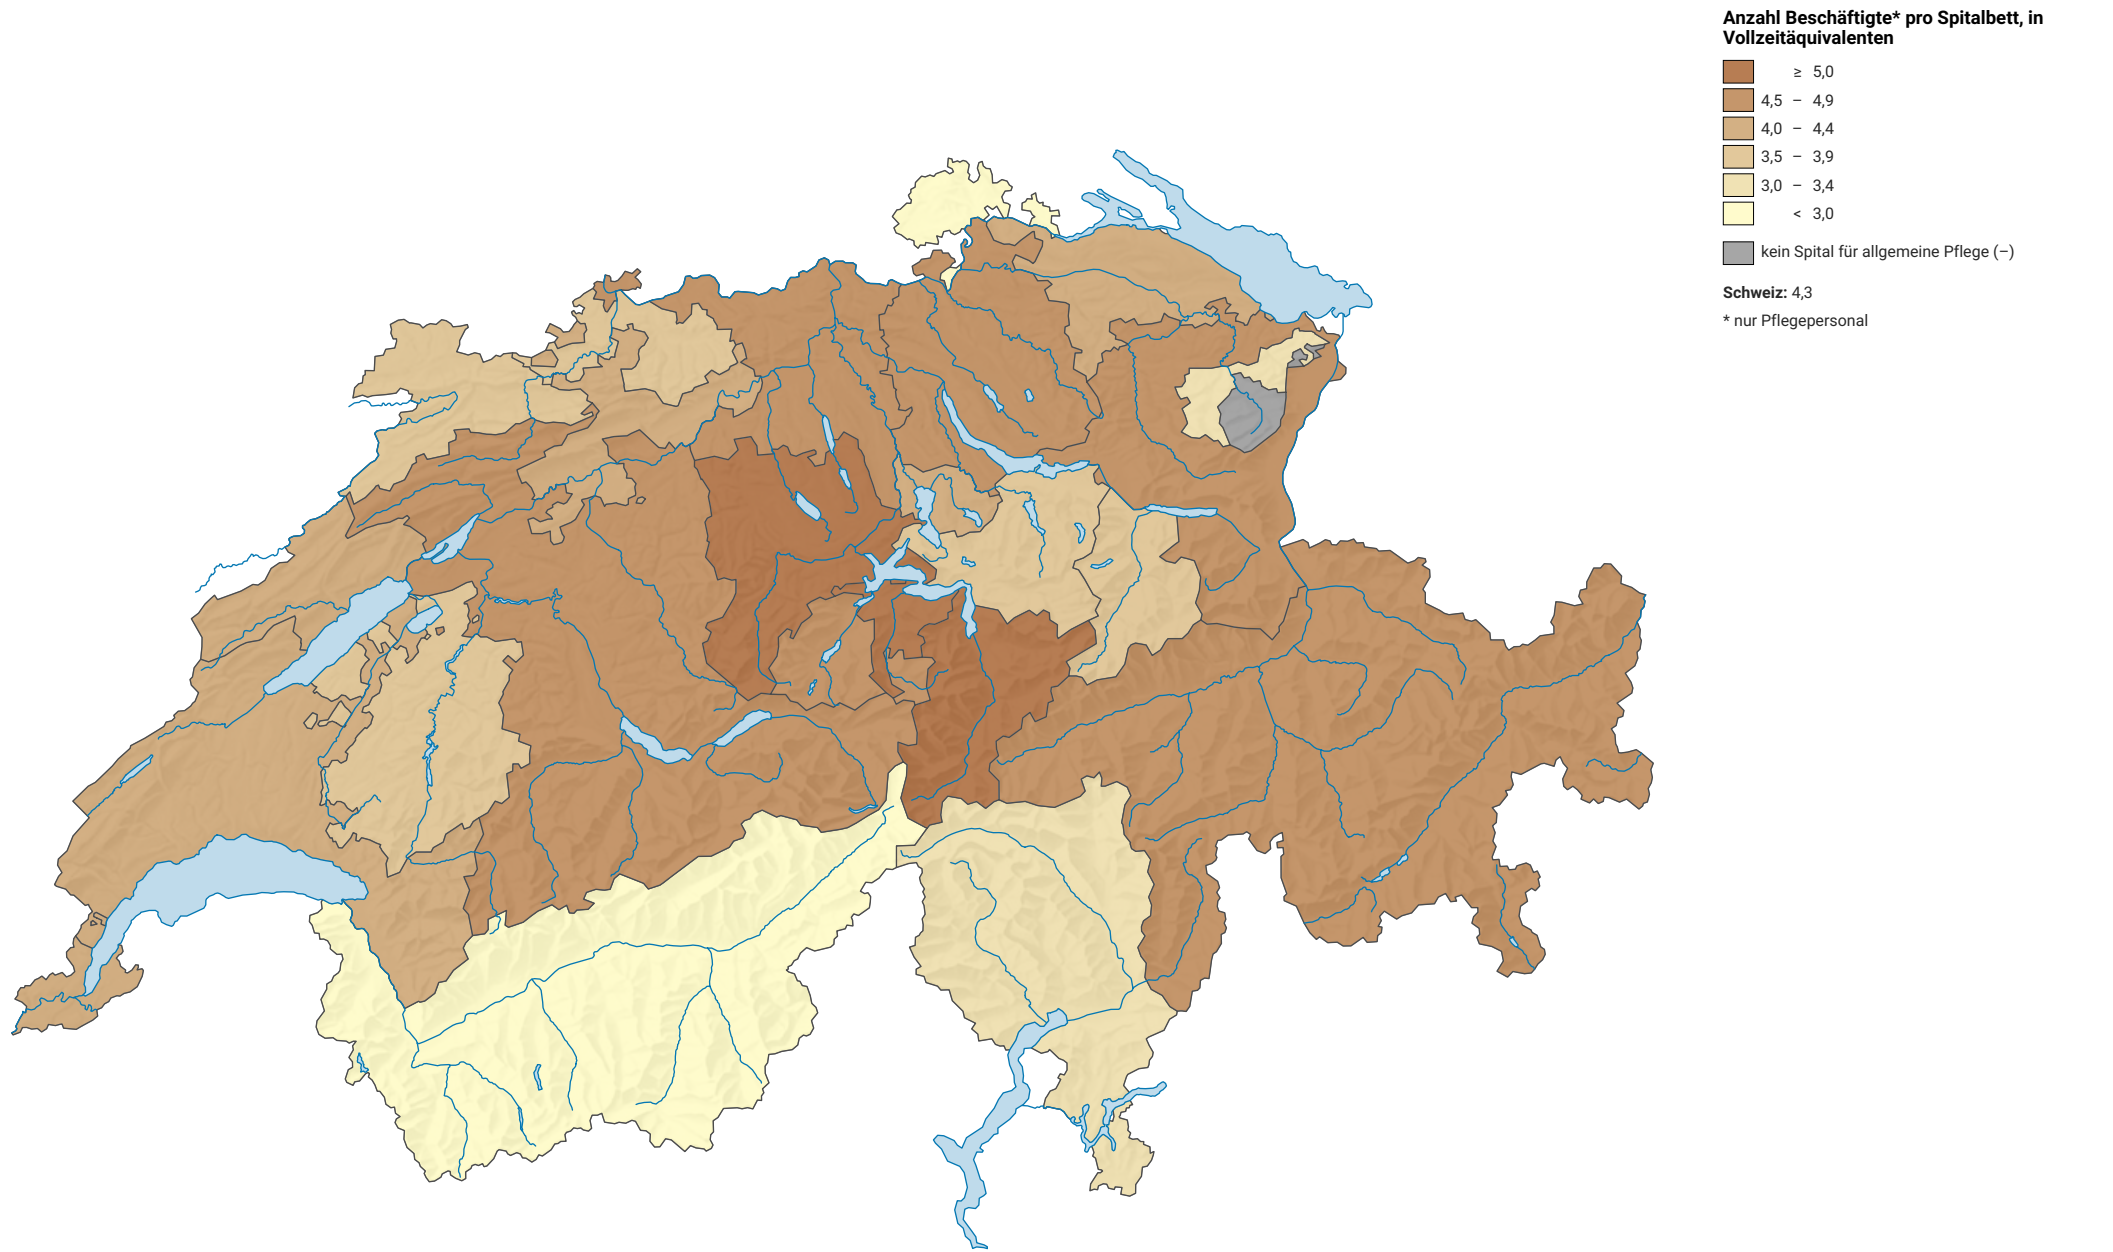 Anzahl Beschäftigte* pro Spitalbett, in
Vollzeitäquivalenten
≥ 5,0
4,5 – 4,9
4,0 – 4,4
3,5 – 3,9
3,0 – 3,4
< 3,0
kein Spital für allgemeine Pflege (–)
Schweiz: 4,3
* nur Pflegepersonal